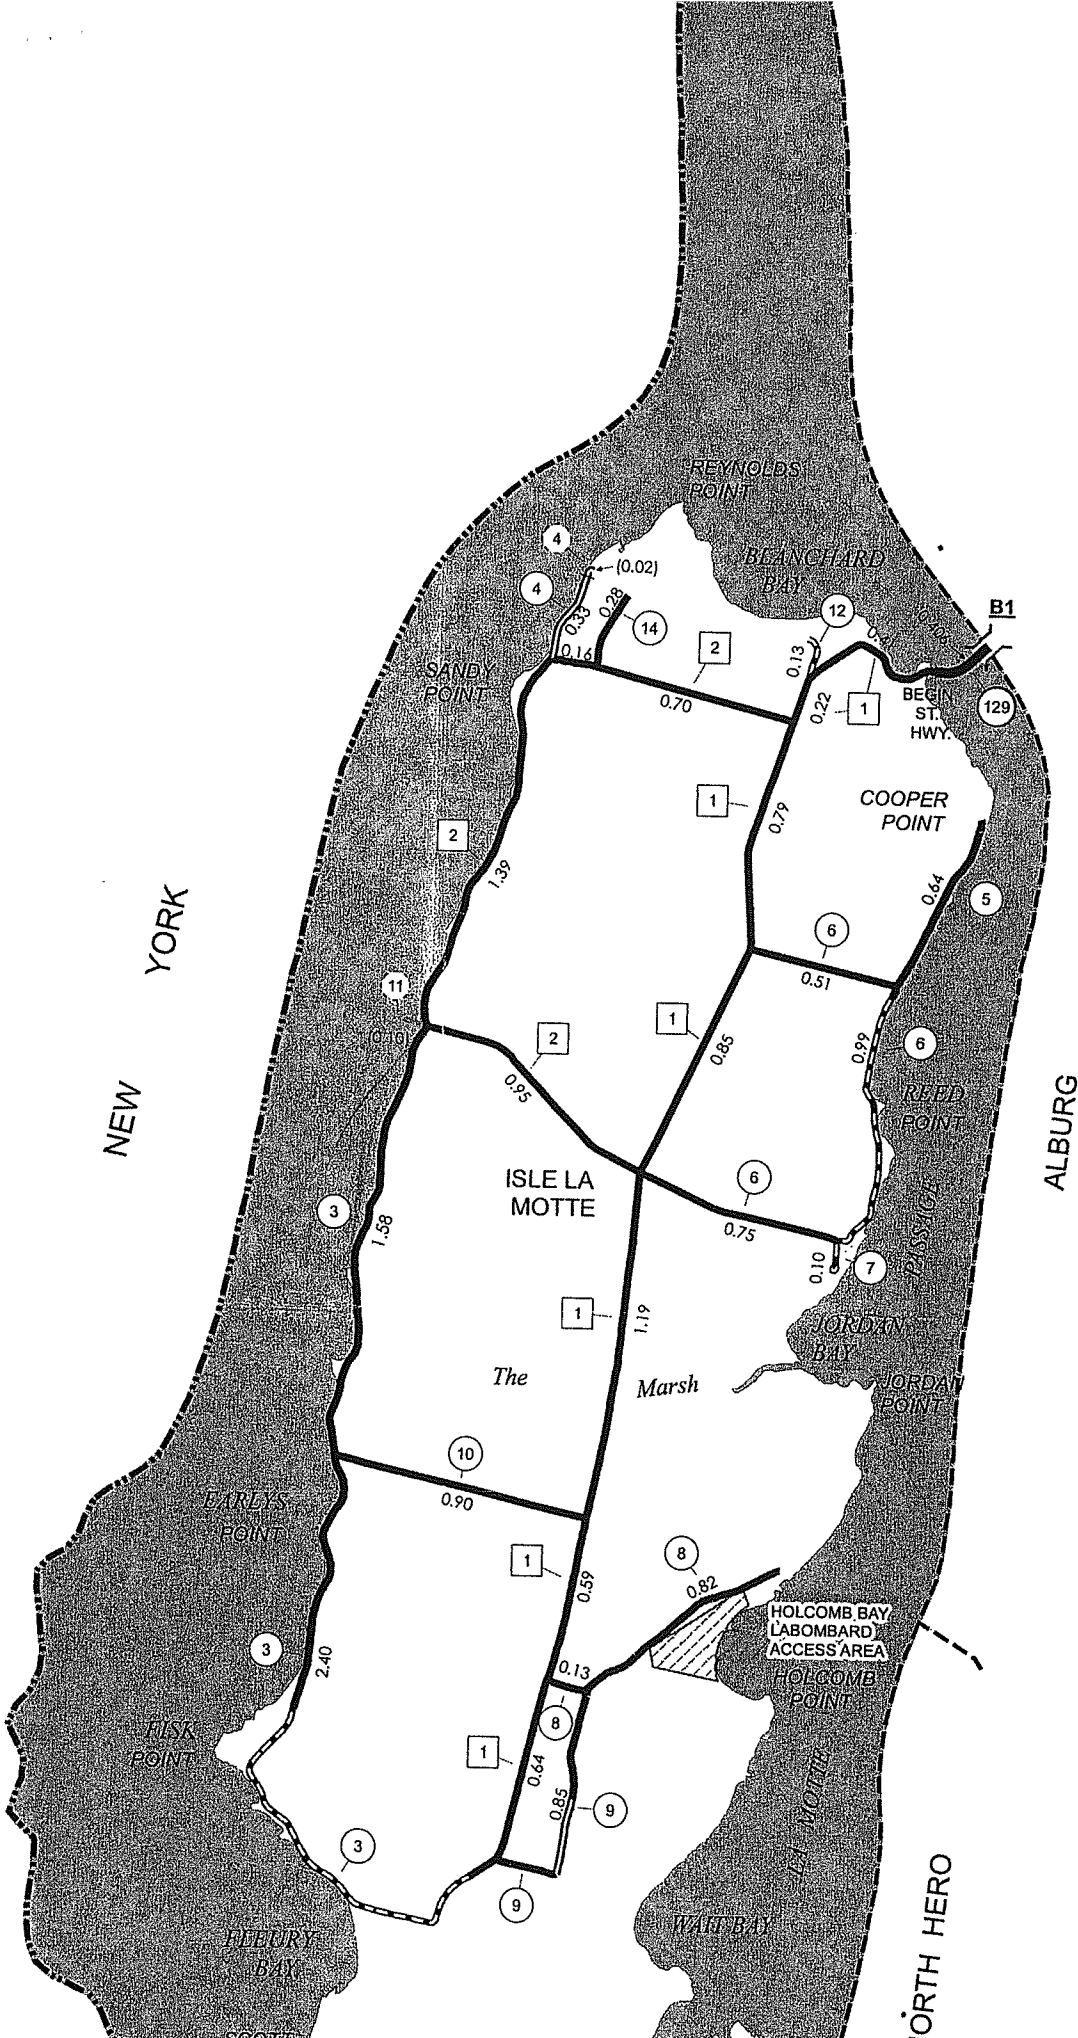 REYNOLDS
POINT
4
BLANCHARD
BAY
(0.02)
4
12
B1
0.28
0.33
14
2
0.16
0.13
SANDY
POINT
0.70
0.22
1
BEGIN
ST.
HWY.
129
1
0.79
COOPER
POINT
2
1.39
0.64
5
6
0.51
11
1
2
0.85
0.99
6
0.95
REED
POINT
NEW YORK
ALBURG
ISLE LA
MOTTE
6
3
1.58
0.75
0.10
7
PASSAGE
1
1.19
JORDAN
BAY
The Marsh
JORDAN
POINT
10
0.90
EARLYS
POINT
1
0.59
8
0.82
HOLCOMB BAY
LABOMBARD
ACCESS AREA
HOLCOMB
POINT
3
2.40
0.13
8
FISK
POINT
1
0.64
0.85
9
LA MOTTE
3
9
WAIT BAY
FLEURY
BAY
ORTH HERO